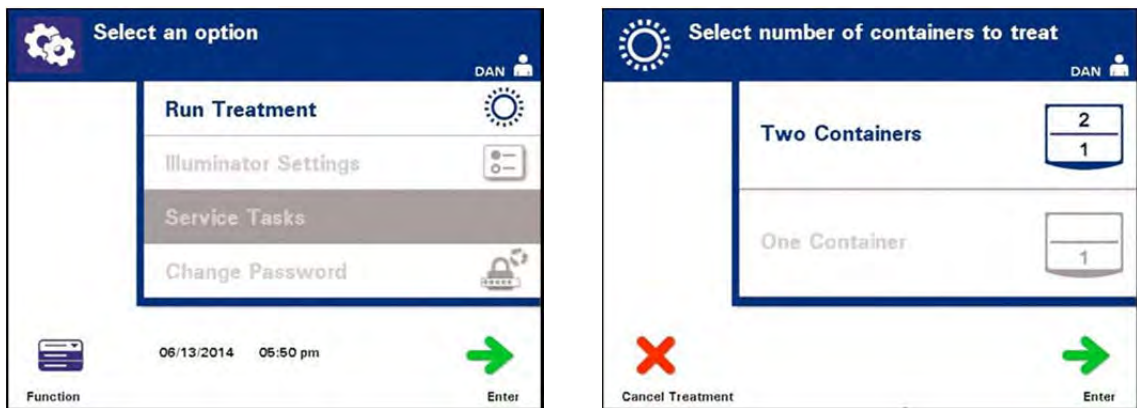 Select an option
DAN
Run Treatment
Illuminator Settings
Service Tasks
Change Password
06/13/2014 05:50 pm
Function
Enter
Select number of containers to treat
DAN
Two Containers
2
1
One Container
1
Cancel Treatment
Enter